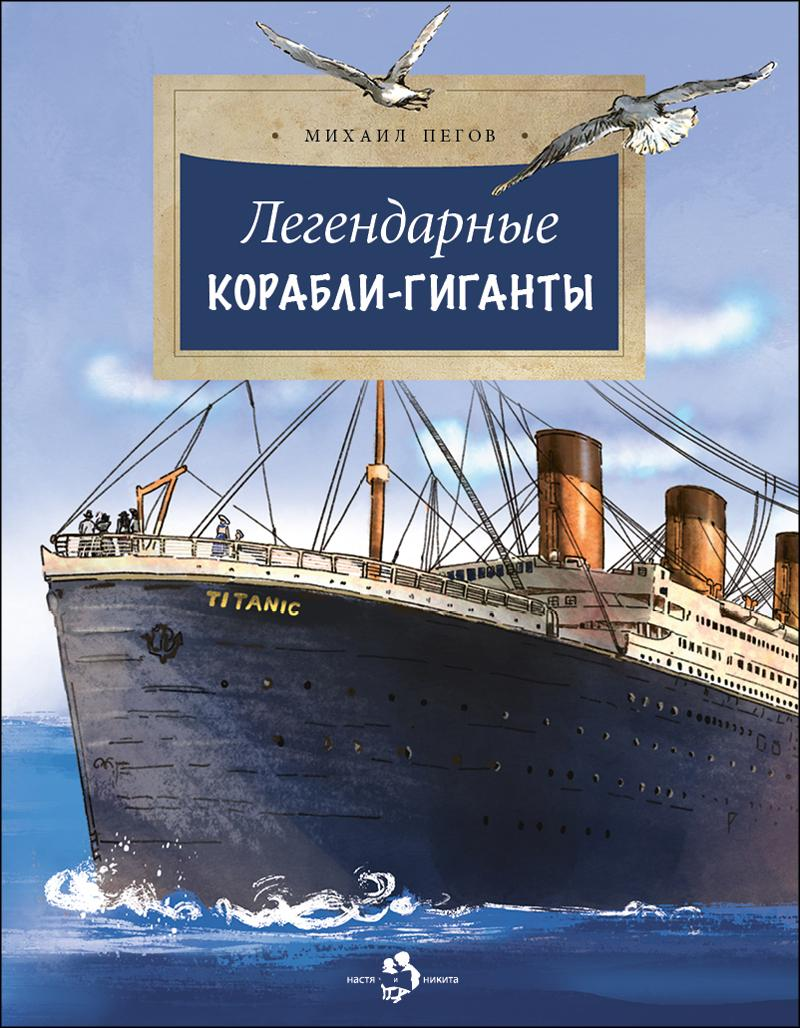 МИХАИЛ ПЕГОВ
Легендарные
КОРАБЛИ-ГИГАНТЫ
TITANIC
настя и никита